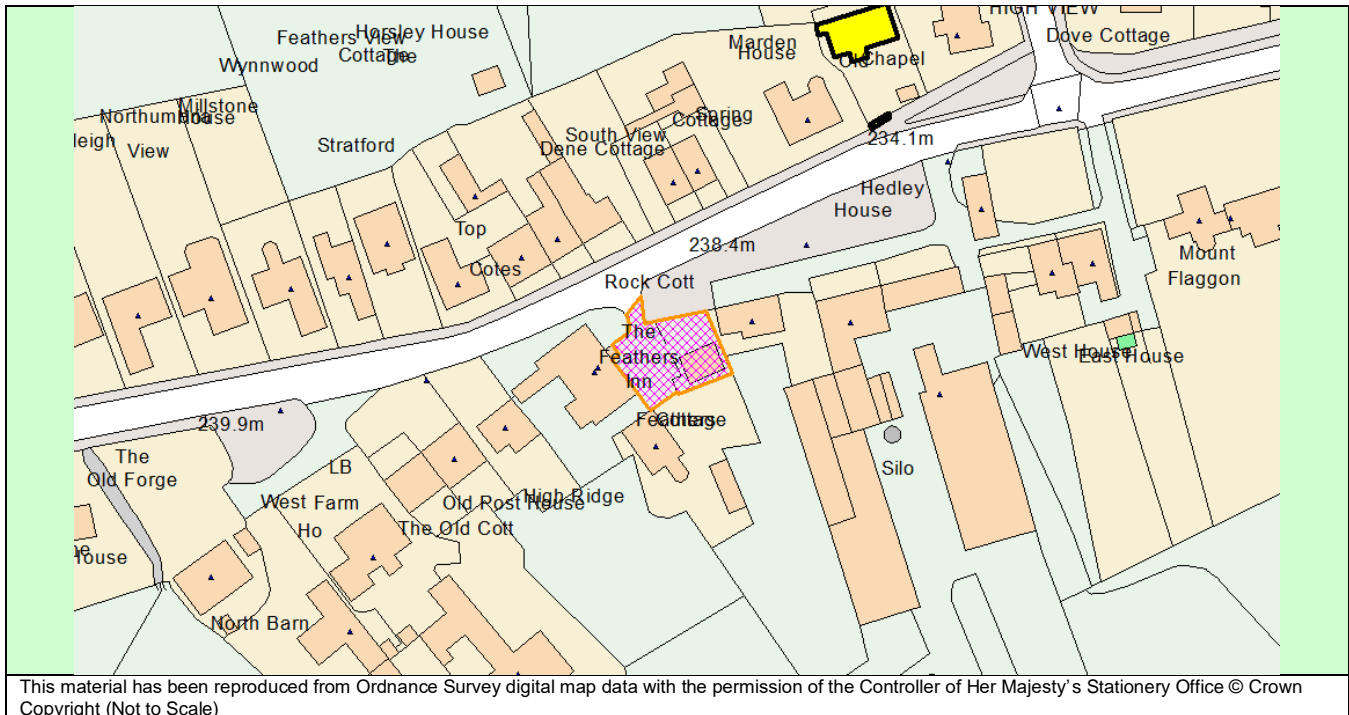 HIGH VIEW
Horsley House
Feathers View
Cottage
The
Wynnwood
Marden
House
Old
Chapel
Dove Cottage
Millstone
House
Northumbria
View
leigh
Stratford
South View
Dene Cottage
Spring
Cottage
234.1m
Hedley
House
Top
Cotes
238.4m
Rock Cott
Mount
Flaggon
The
Feathers
Inn
West House
East House
Feathers
Cottage
239.9m
The
Old Forge
LB
West Farm
Ho
Old Post House
High Ridge
The Old Cott
Silo
House
North Barn
This material has been reproduced from Ordnance Survey digital map data with the permission of the Controller of Her Majesty's Stationery Office © Crown
Copyright (Not to Scale)